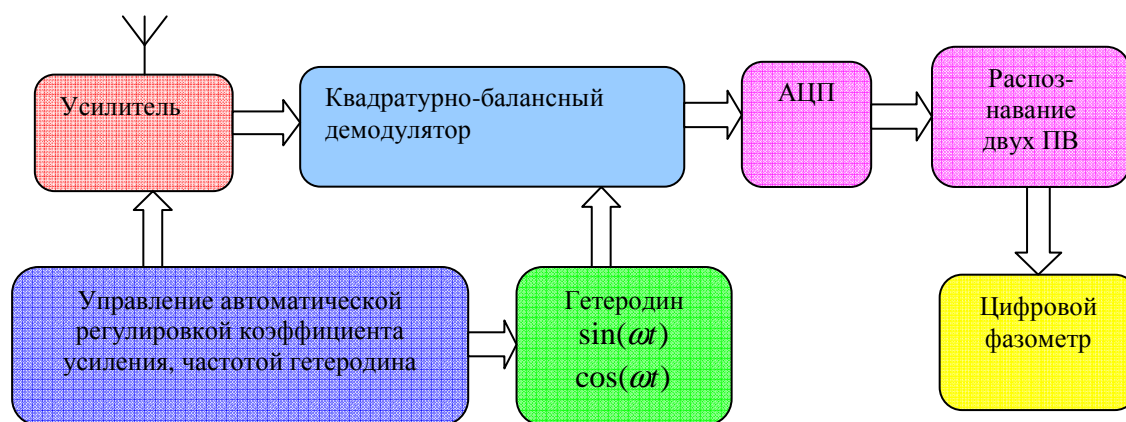 Усилитель
Квадратурно-балансный
демодулятор
АЦП
Распоз-
навание
двух ПВ
Управление автоматической
регулировкой коэффициента
усиления, частотой гетеродина
Гетеродин
sin(ωt)
cos(ωt)
Цифровой
фазометр